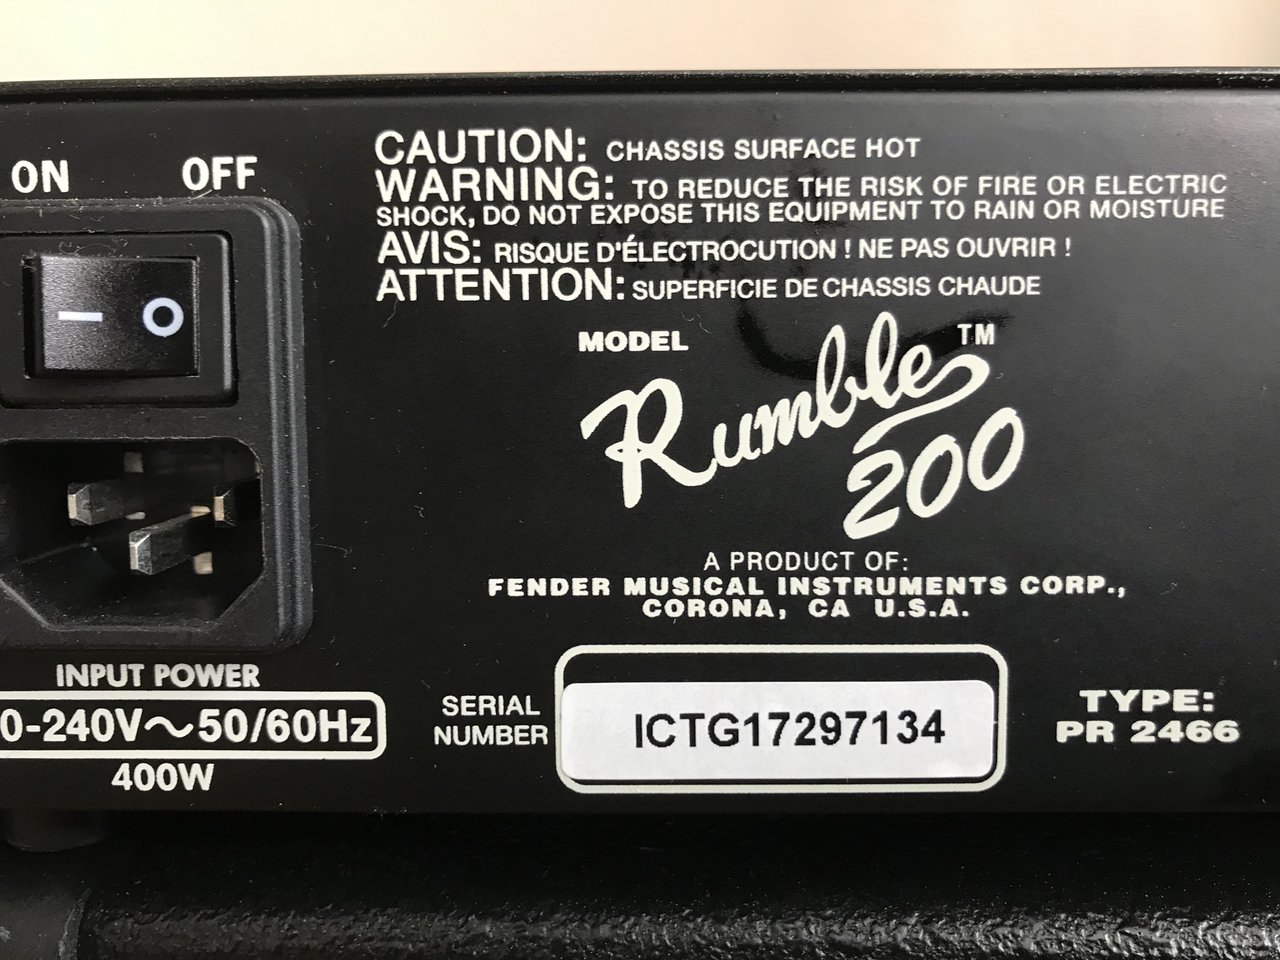 ON OFF
CAUTION: CHASSIS SURFACE HOT
WARNING: TO REDUCE THE RISK OF FIRE OR ELECTRIC
SHOCK, DO NOT EXPOSE THIS EQUIPMENT TO RAIN OR MOISTURE
AVIS: RISQUE D'ÉLECTROCUTION ! NE PAS OUVRIR !
ATTENTION: SUPERFICIE DE CHASSIS CHAUDE
MODEL
Rumble™
200
A PRODUCT OF:
FENDER MUSICAL INSTRUMENTS CORP.,
CORONA, CA U.S.A.
INPUT POWER
0-240V~50/60Hz
400W
SERIAL
NUMBER
ICTG17297134
TYPE:
PR 2466